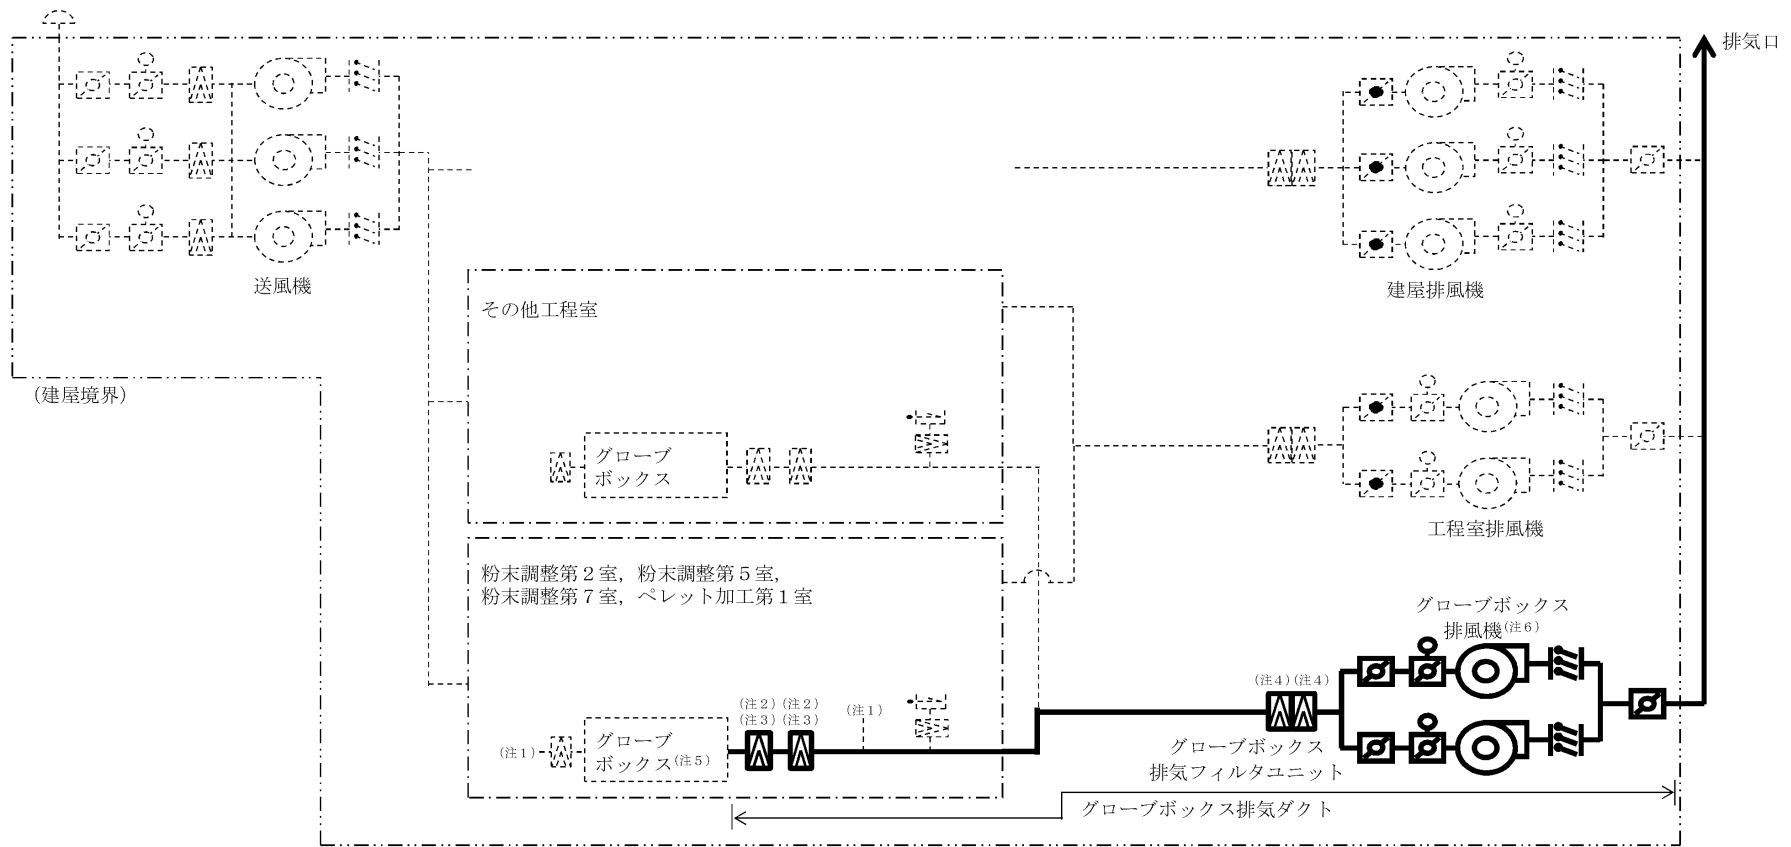 排気口
送風機
建屋排風機
その他工程室
(建屋境界)
グローブ
ボックス
工程室排風機
粉末調整第２室，粉末調整第５室，
粉末調整第７室，ペレット加工第１室
グローブボックス
排風機(注６)
(注４)(注４)
(注２)(注２)
(注３)(注３)
(注１)
(注１)
グローブ
ボックス(注５)
グローブボックス
排気フィルタユニット
グローブボックス排気ダクト